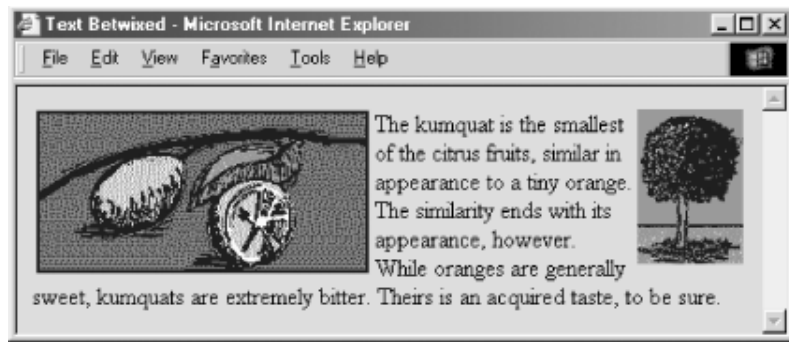 Text Betwixed - Microsoft Internet Explorer
File Edit View Favorites Tools Help
The kumquat is the smallest
of the citrus fruits, similar in
appearance to a tiny orange.
The similarity ends with its
appearance, however.
While oranges are generally
sweet, kumquats are extremely bitter. Theirs is an acquired taste, to be sure.